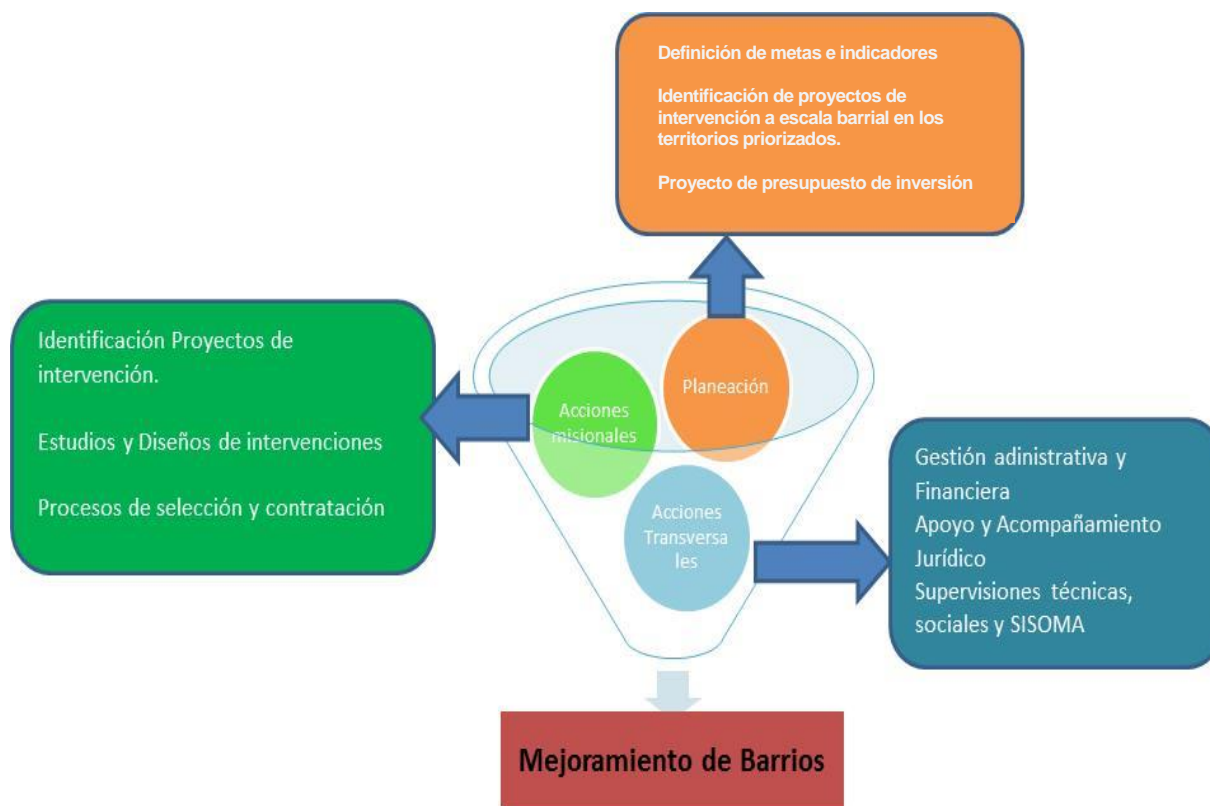 Definición de metas e indicadores
Identificación de proyectos de
intervención a escala barrial en los
territorios priorizados.
Proyecto de presupuesto de inversión
Identificación Proyectos de
intervención.
Estudios y Diseños de intervenciones
Procesos de selección y contratación
Acciones
misionales
Planeación
Acciones
Transversa
les
Gestión adinistrativa y
Financiera
Apoyo y Acompañamiento
Jurídico
Supervisiones técnicas,
sociales y SISOMA
Mejoramiento de Barrios